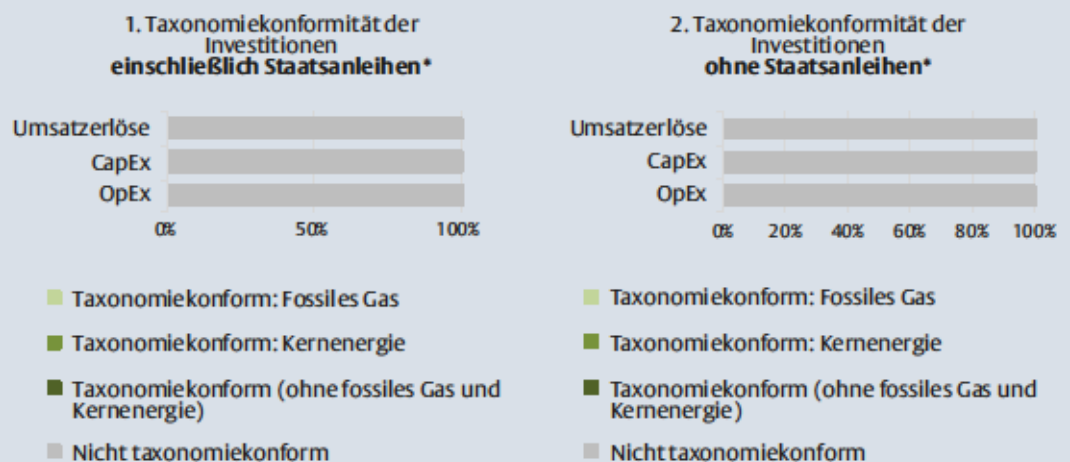 1. Taxonomiekonformität der
Investitionen
einschließlich Staatsanleihen*
Umsatzerlöse
CapEx
OpEx
0%
50%
100%
Taxonomiekonform: Fossiles Gas
Taxonomiekonform: Kernenergie
Taxonomiekonform (ohne fossiles Gas und
Kernenergie)
Nicht taxonomiekonform
2. Taxonomiekonformität der
Investitionen
ohne Staatsanleihen*
Umsatzerlöse
CapEx
OpEx
0%
20%
40%
60%
80%
100%
Taxonomiekonform: Fossiles Gas
Taxonomiekonform: Kernenergie
Taxonomiekonform (ohne fossiles Gas und
Kernenergie)
Nicht taxonomiekonform